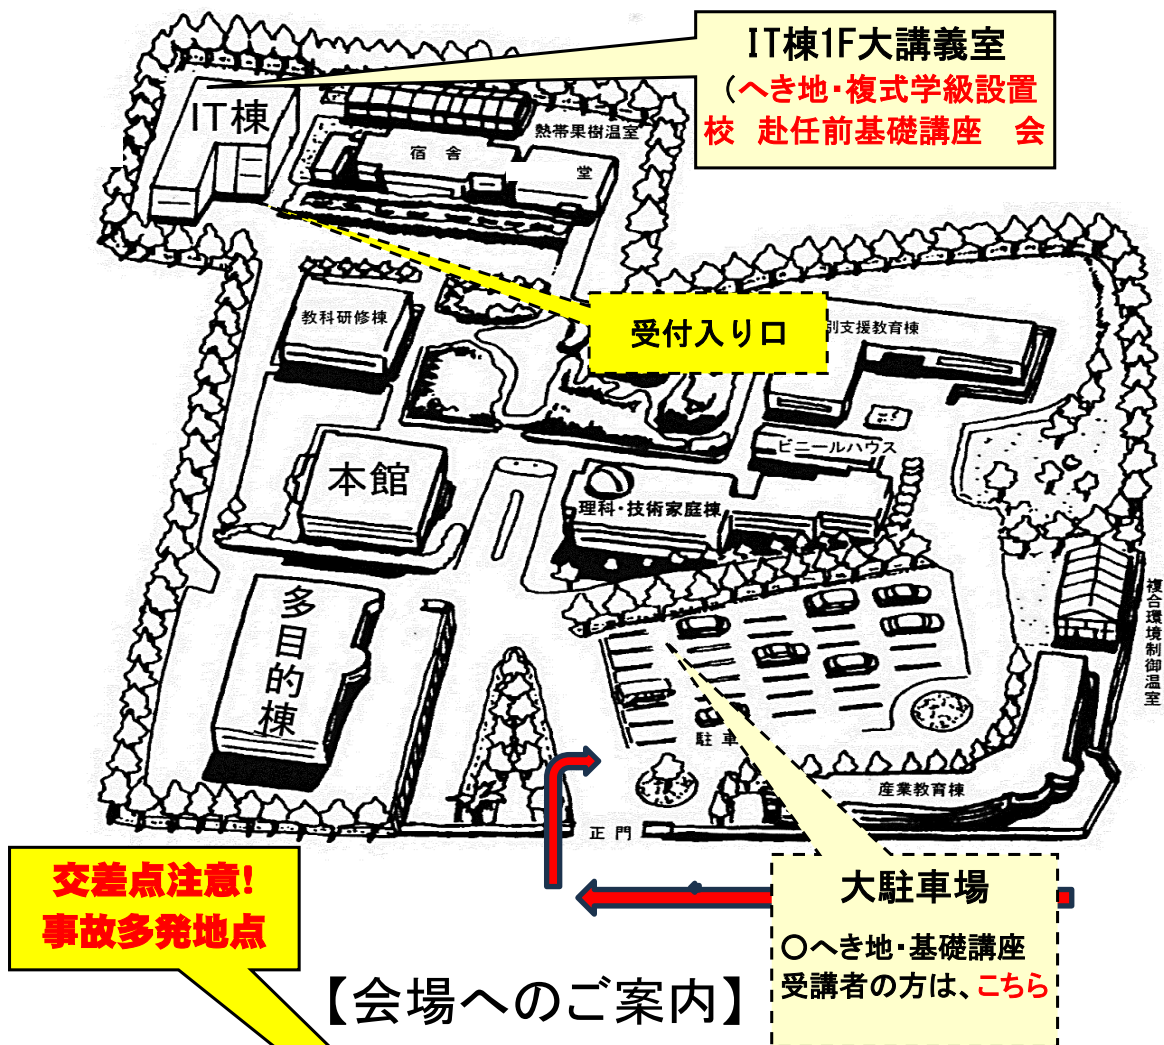 IT棟1F大講義室
（へき地・複式学級設置
校 赴任前基礎講座 会
IT棟
熱帯果樹温室
宿舎
堂
受付入り口
教科研修棟
別支援教育棟
ビニールハウス
本館
理科・技術家庭棟
多目的棟
複合環境制御温室
駐車
産業教育棟
正門
交差点注意!
事故多発地点
大駐車場
○へき地・基礎講座
受講者の方は、こちら
【会場へのご案内】